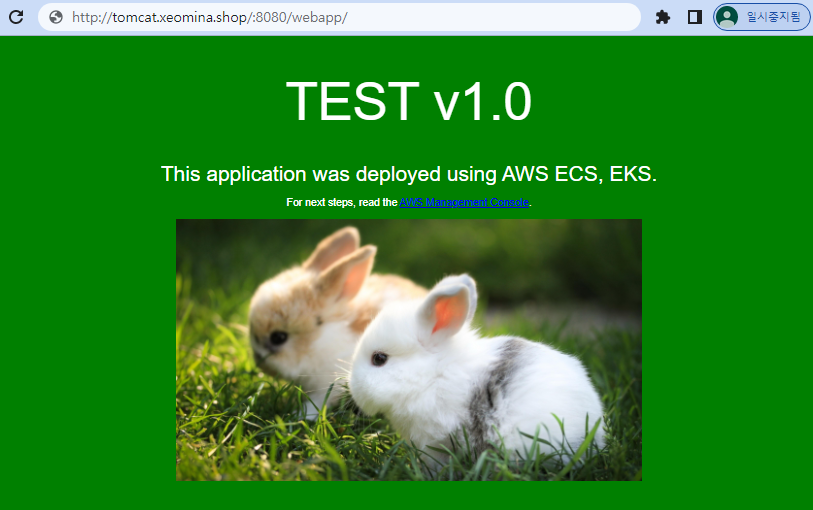 http://tomcat.xeomina.shop/:8080/webapp/
일시중지됨
TEST v1.0
This application was deployed using AWS ECS, EKS.
For next steps, read the AWS Management Console.